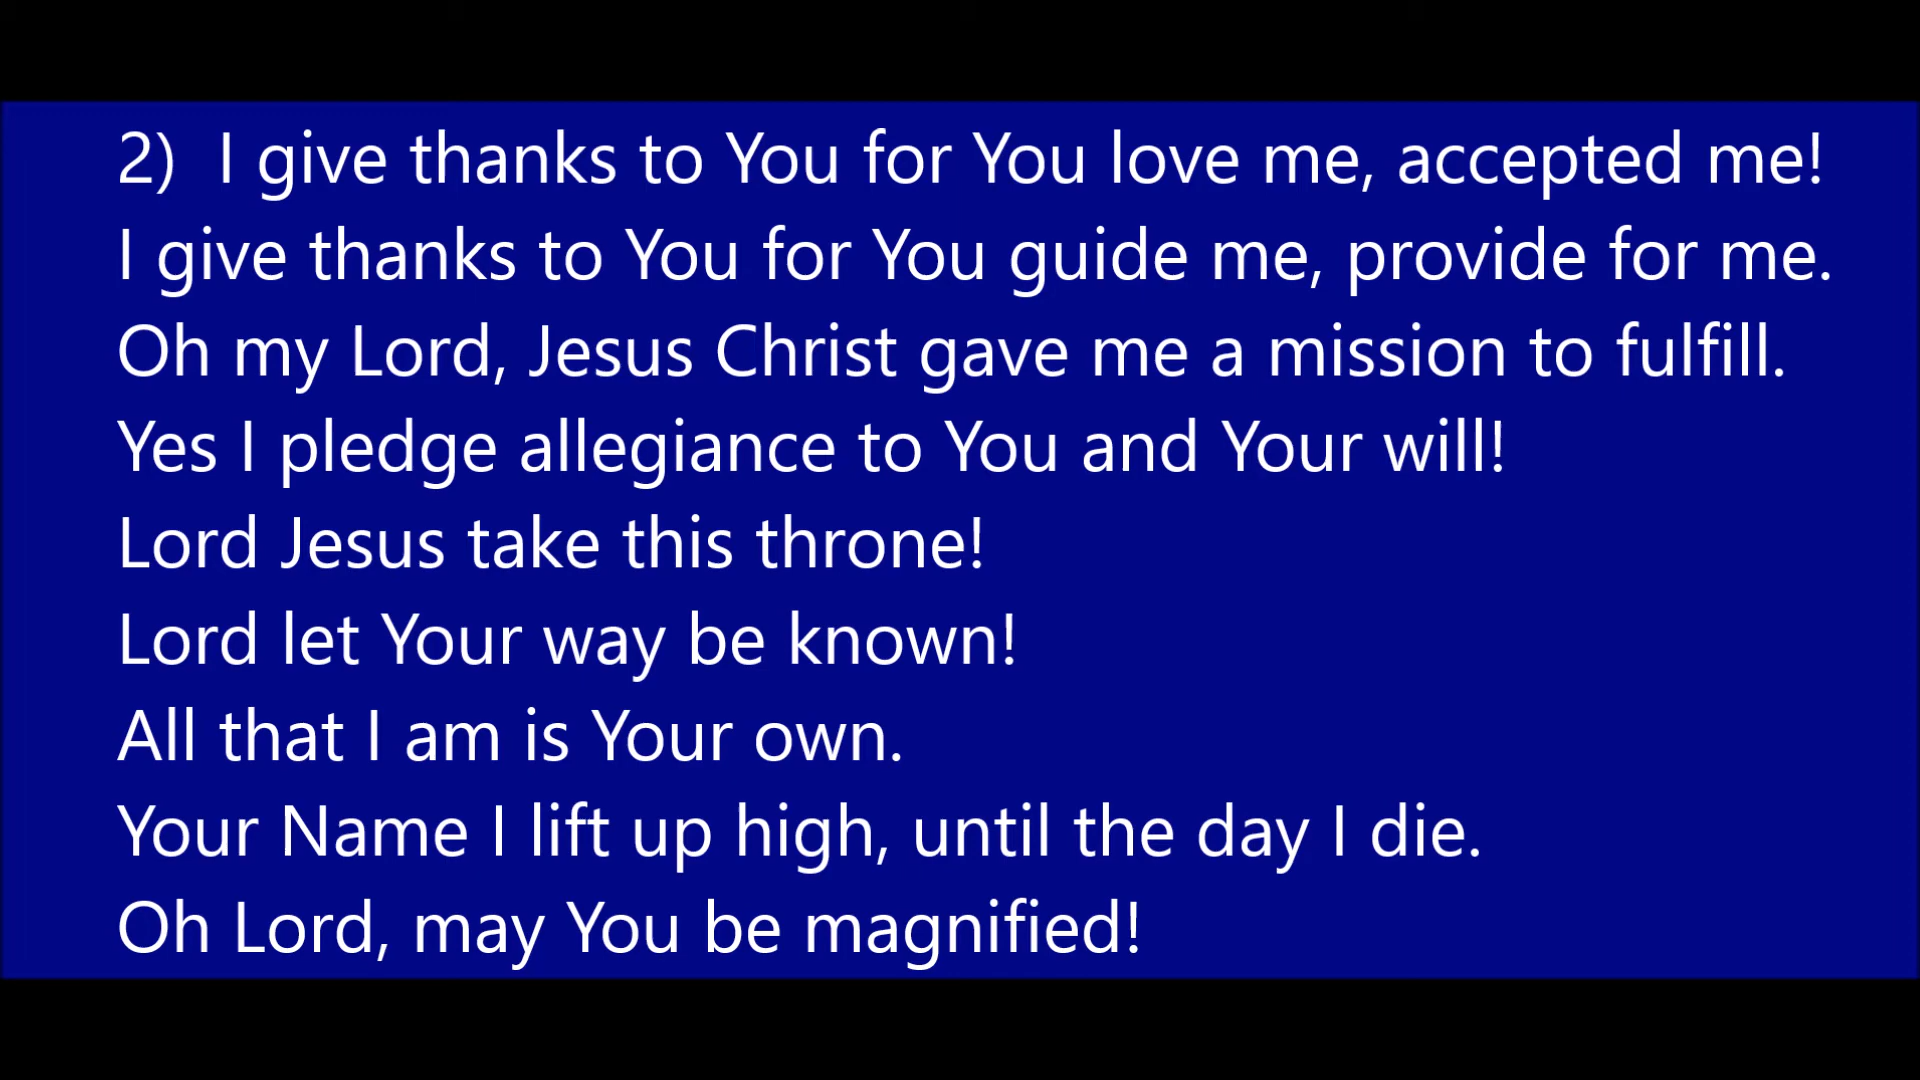 2)  I give thanks to You for You love me, accepted me!
I give thanks to You for You guide me, provide for me.
Oh my Lord, Jesus Christ gave me a mission to fulfill.
Yes I pledge allegiance to You and Your will!
Lord Jesus take this throne!
Lord let Your way be known!
All that I am is Your own.
Your Name I lift up high, until the day I die.
Oh Lord, may You be magnified!